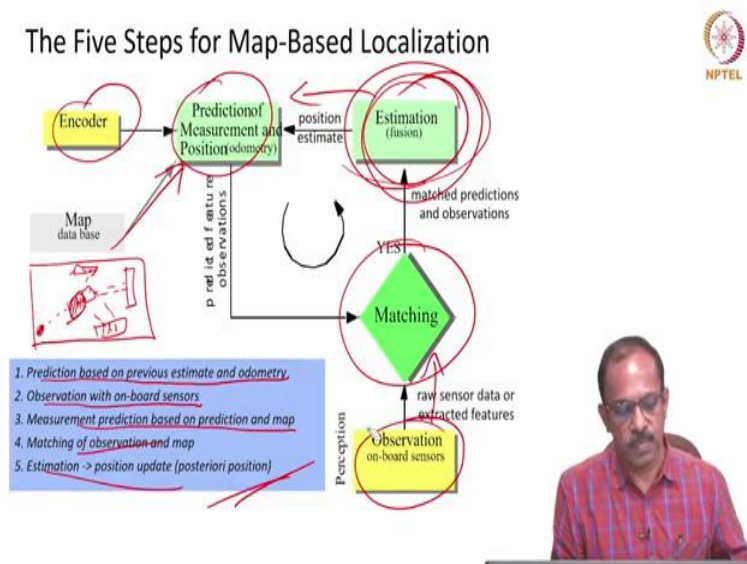 The Five Steps for Map-Based Localization
NPTEL
Encoder
Predictionof
Measurement and
Position(odometry)
position
estimate
Estimation
(fusion)
Map
data base
predicted feature
observations
matched predictions
and observations
YES
Matching
raw sensor data or
extracted features
Perception
Observation
on-board sensors
1. Prediction based on previous estimate and odometry
2. Observation with on-board sensors
3. Measurement prediction based on prediction and map
4. Matching of observation and map
5. Estimation -> position update (posteriori position)